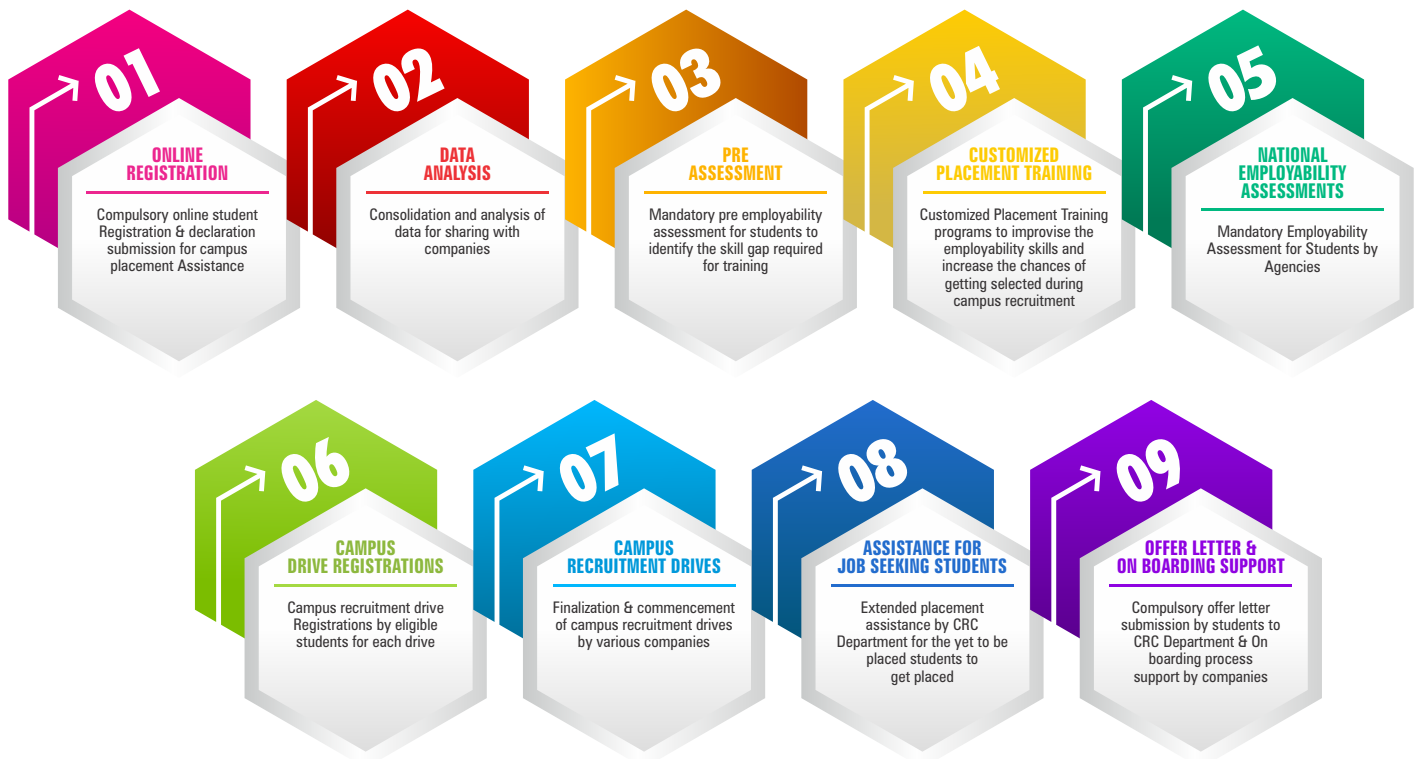 01
ONLINE
REGISTRATION
Compulsory online student
Registration & declaration
submission for campus
placement Assistance
02
DATA
ANALYSIS
Consolidation and analysis of
data for sharing with
companies
03
PRE
ASSESSMENT
Mandatory pre employability
assessment for students to
identify the skill gap required
for training
04
CUSTOMIZED
PLACEMENT TRAINING
Customized Placement Training
programs to improvise the
employability skills and
increase the chances of
getting selected during
campus recruitment
05
NATIONAL
EMPLOYABILITY
ASSESSMENTS
Mandatory Employability
Assessment for Students by
Agencies
06
CAMPUS
DRIVE REGISTRATIONS
Campus recruitment drive
Registrations by eligible
students for each drive
07
CAMPUS
RECRUITMENT DRIVES
Finalization & commencement
of campus recruitment drives
by various companies
08
ASSISTANCE FOR
JOB SEEKING STUDENTS
Extended placement
assistance by CRC
Department for the yet to be
placed students to
get placed
09
OFFER LETTER &
ON BOARDING SUPPORT
Compulsory offer letter
submission by students to
CRC Department & On
boarding process
support by companies